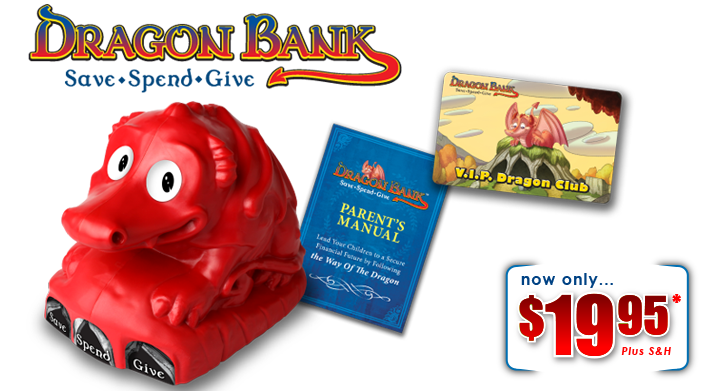 DRAGON BANK
Save • Spend • Give
DRAGON BANK
Save • Spend • Give
V.I.P. Dragon Club
DRAGON BANK
Save • Spend • Give
PARENT'S
MANUAL
Lead Your Children to a Secure
Financial Future by Following
the Way Of The Dragon
Save
Spend
Give
now only...
$19.95*
Plus S&H